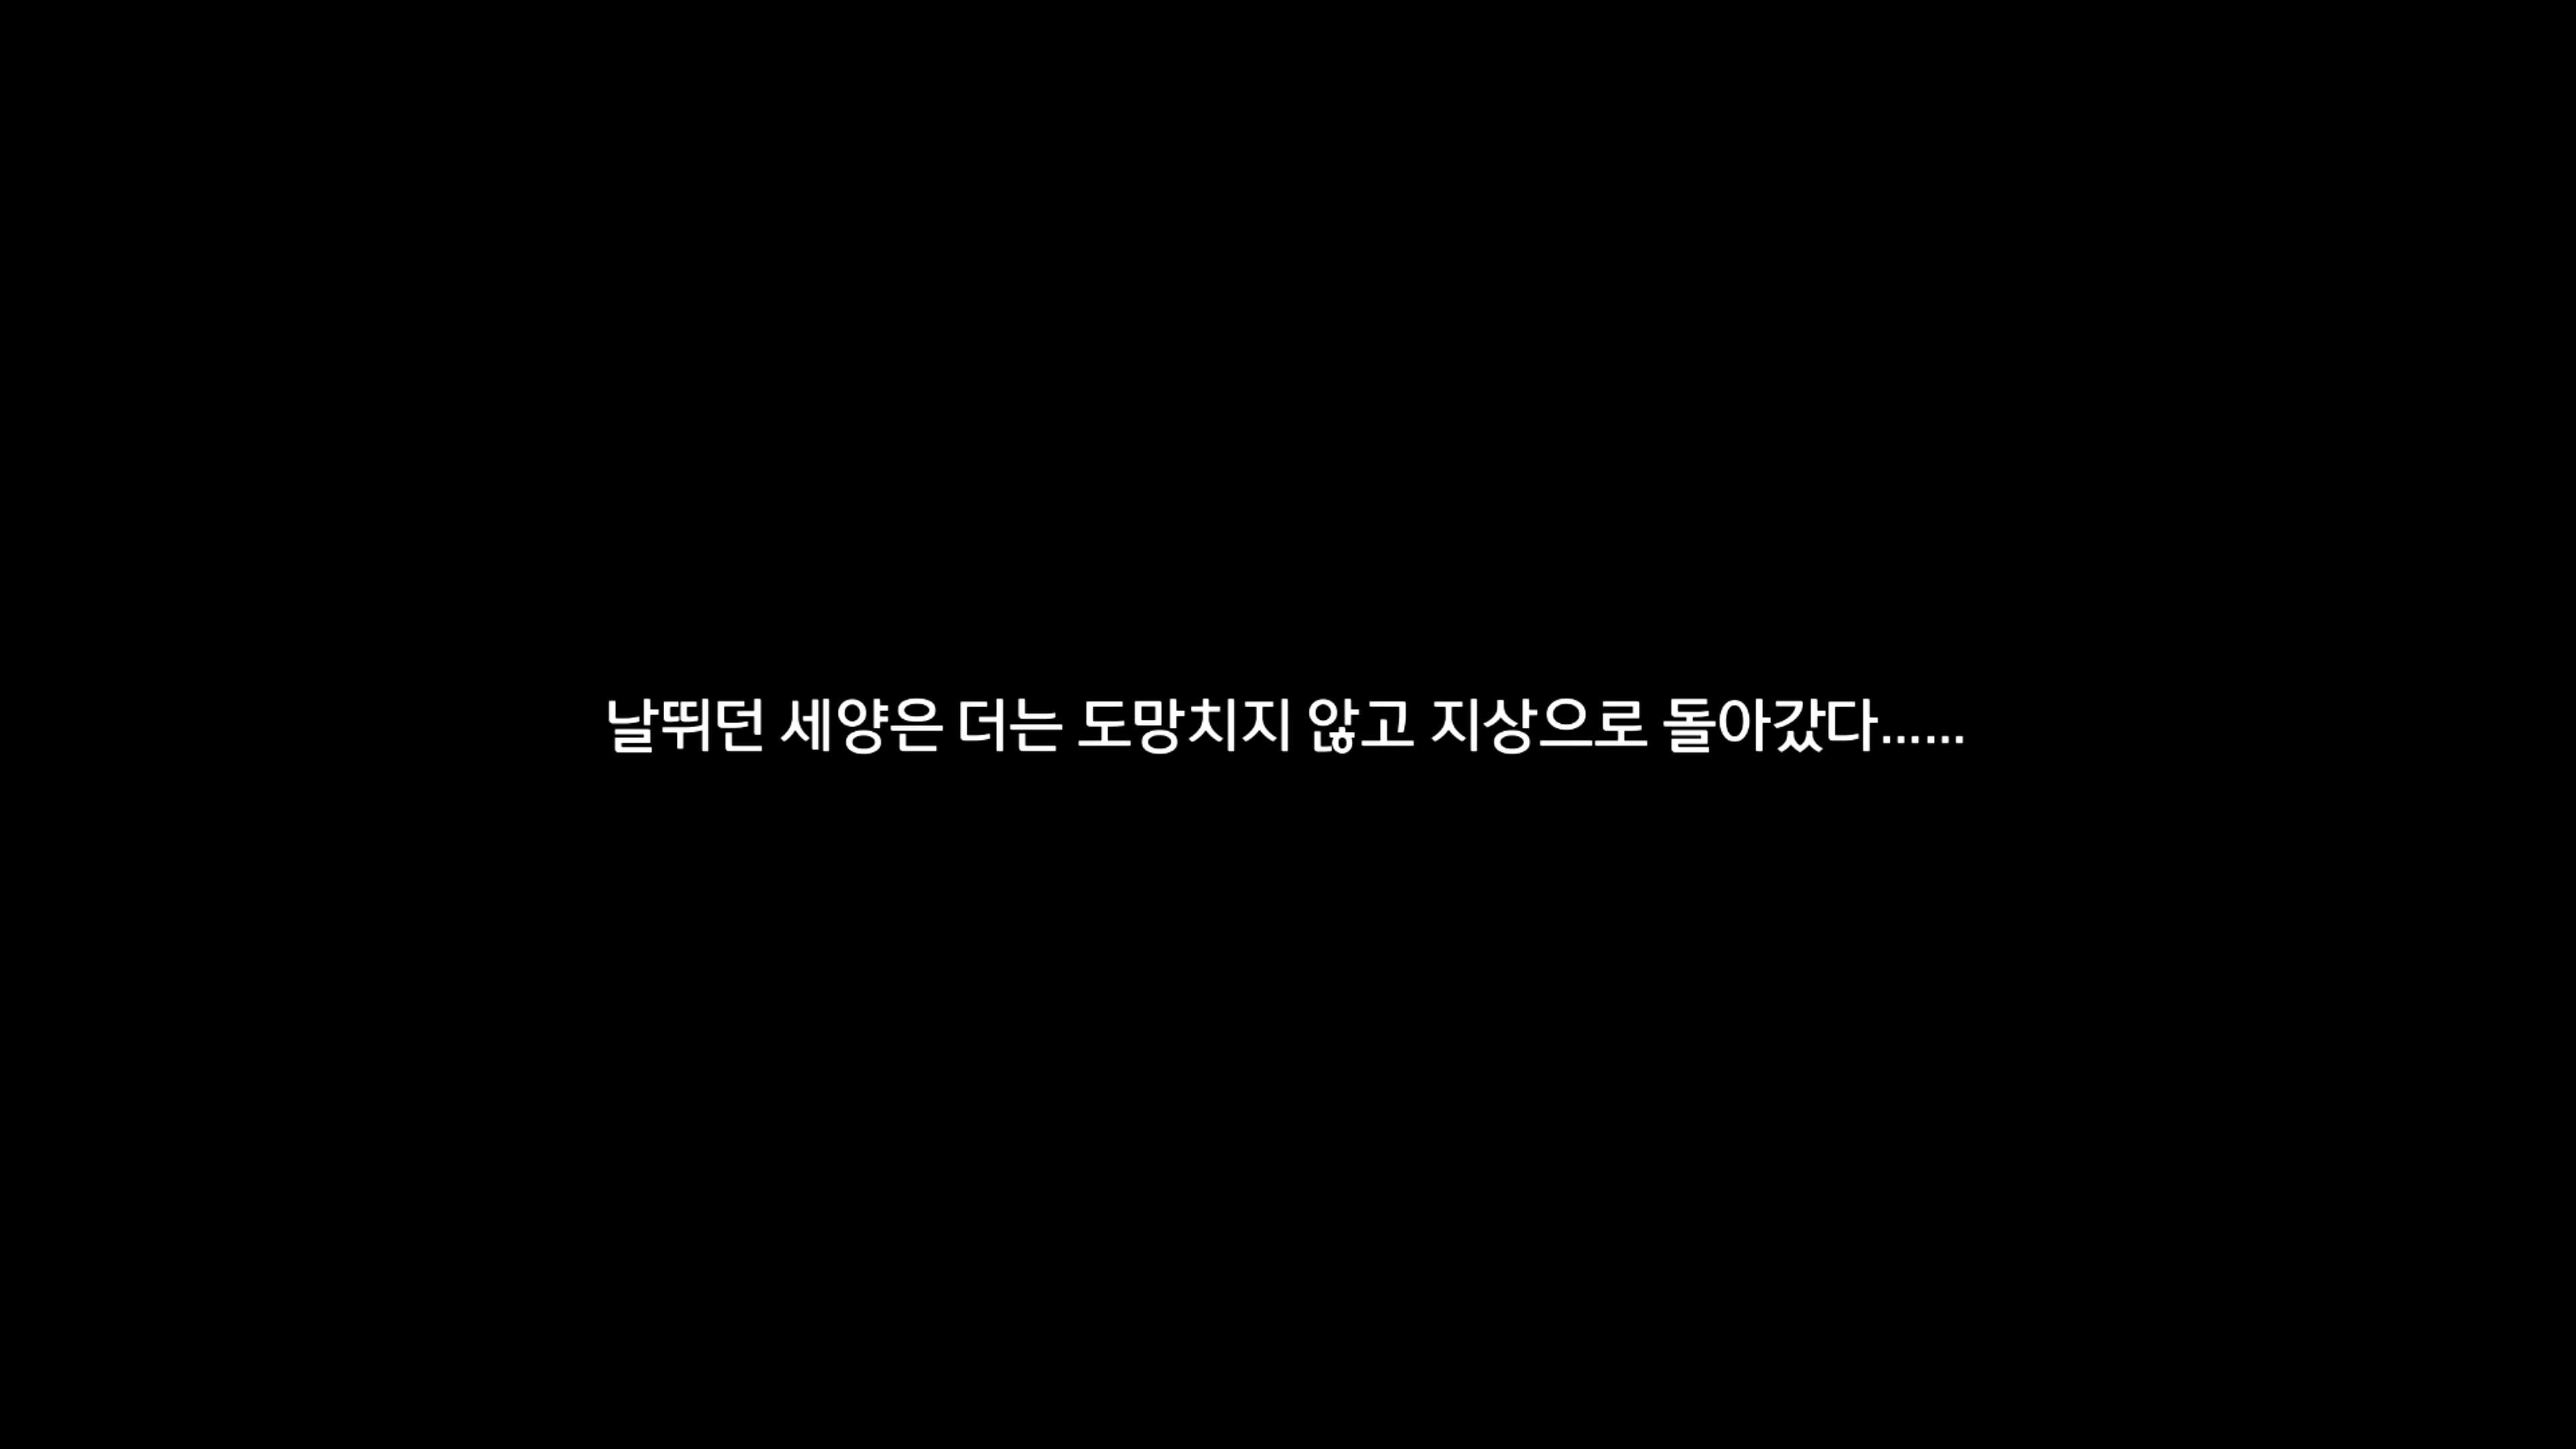 날뛰던 세양은 더는 도망치지 않고 지상으로 돌아갔다......